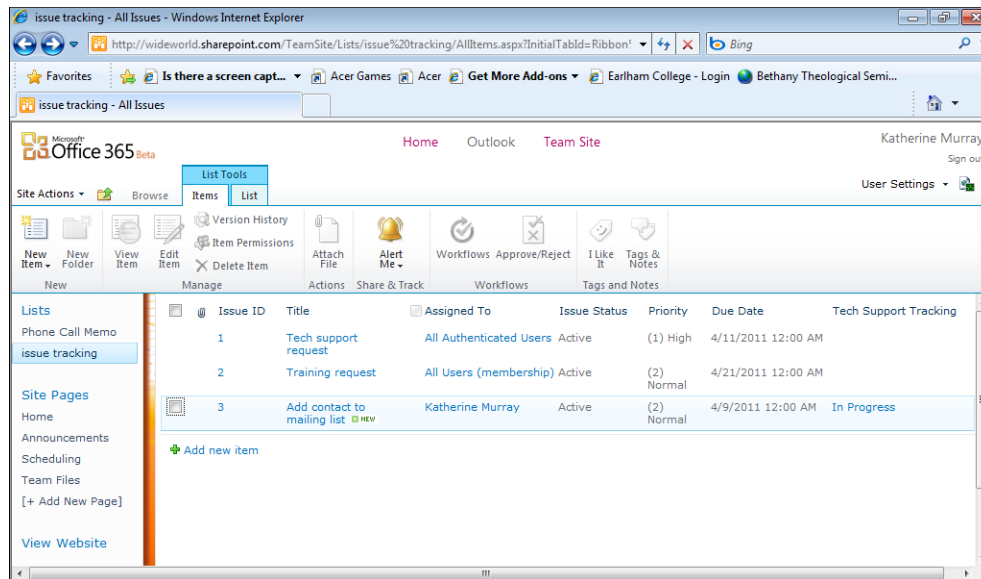 issue tracking - All Issues - Windows Internet Explorer
http://wideworld.sharepoint.com/TeamSite/Lists/issue%20tracking/AllItems.aspx?InitialTabId=Ribbon Bing
Favorites Is there a screen capt... Acer Games Acer Get More Add-ons Earlham College - Login Bethany Theological Semi...
issue tracking - All Issues
Microsoft Office 365 Beta
Home Outlook Team Site
Katherine Murray
Sign ou
List Tools
User Settings
Site Actions Browse Items List
New Item
New Folder
View Item
Edit Item
Version History
Item Permissions
Delete Item
Attach File
Alert Me
Workflows Approve/Reject
I Like It
Tags & Notes
New Manage Actions Share & Track Workflows Tags and Notes
Lists
Phone Call Memo
issue tracking
Site Pages
Home
Announcements
Scheduling
Team Files
[+ Add New Page]
View Website
Issue ID Title Assigned To Issue Status Priority Due Date Tech Support Tracking
1 Tech support request All Authenticated Users Active (1) High 4/11/2011 12:00 AM
2 Training request All Users (membership) Active (2) Normal 4/21/2011 12:00 AM
3 Add contact to mailing list NEW Katherine Murray Active (2) Normal 4/9/2011 12:00 AM In Progress
Add new item